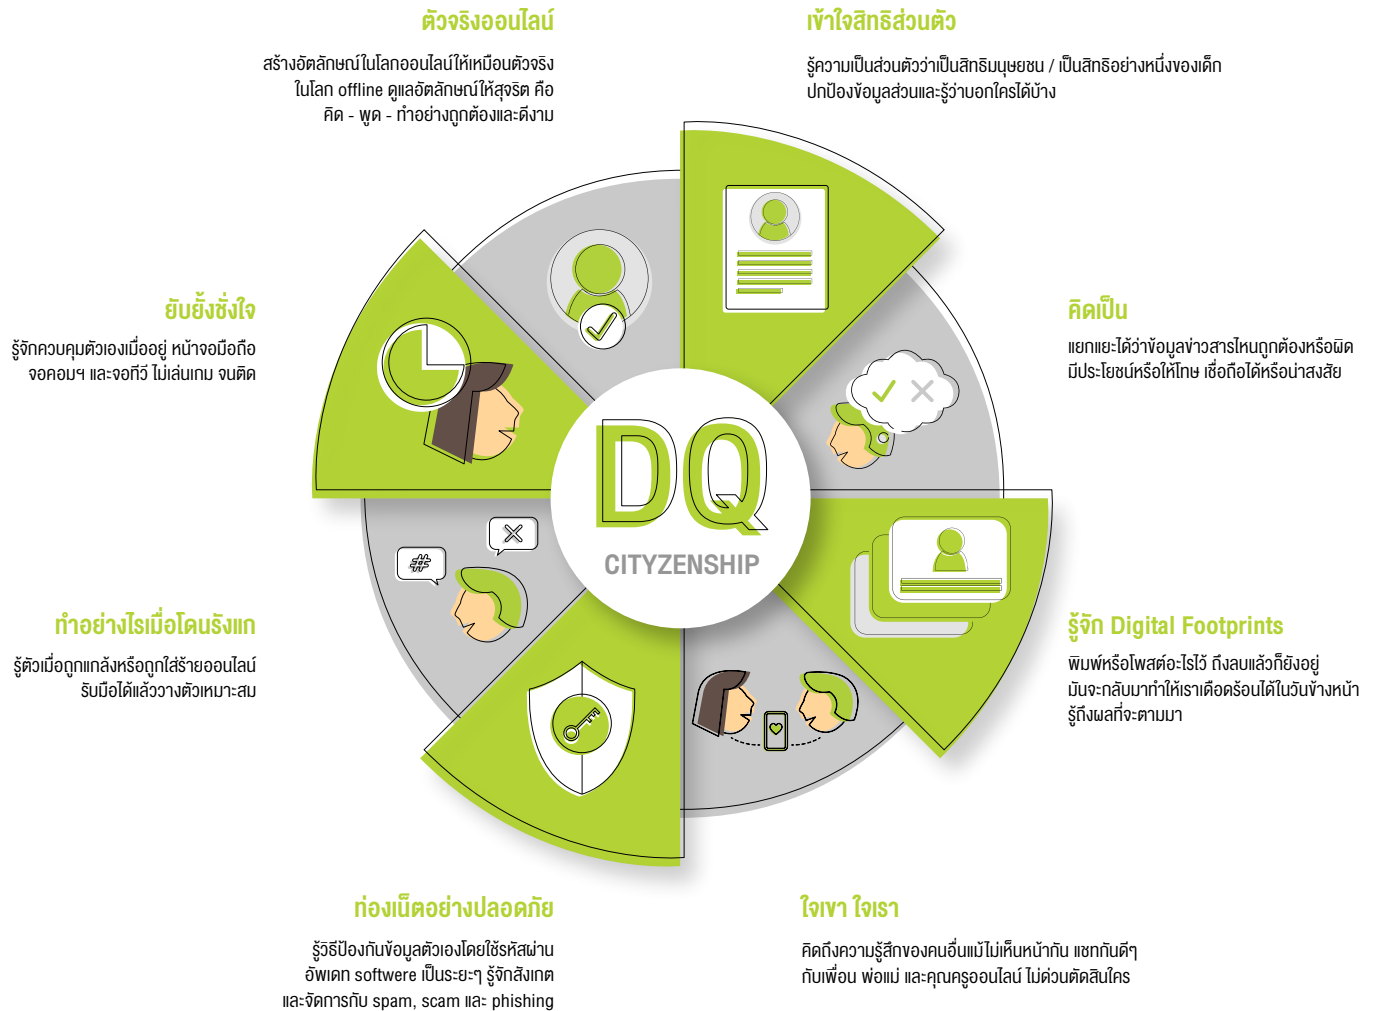 ตัวจริงออนไลน์
สร้างอัตลักษณ์ในโลกออนไลน์ให้เหมือนตัวจริง
ในโลก offline ดูแลอัตลักษณ์ให้สุจริต คือ
คิด - พูด - ทำอย่างถูกต้องและดีงาม
เข้าใจสิทธิส่วนตัว
รู้ความเป็นส่วนตัวว่าเป็นสิทธิมนุษยชน / เป็นสิทธิอย่างหนึ่งของเด็ก
ปกป้องข้อมูลส่วนและรู้ว่าบอกใครได้บ้าง
ยับยั้งชั่งใจ
รู้จักควบคุมตัวเองเมื่ออยู่ หน้าจอมือถือ
จอคอมฯ และจอทีวี ไม่เล่นเกม จนติด
คิดเป็น
แยกแยะได้ว่าข้อมูลข่าวสารไหนถูกต้องหรือผิด
มีประโยชน์หรือให้โทษ เชื่อถือได้หรือน่าสงสัย
DQ
CITYZENSHIP
#
ทำอย่างไรเมื่อโดนรังแก
รู้ตัวเมื่อถูกแกล้งหรือถูกใส่ร้ายออนไลน์
รับมือได้แล้ววางตัวเหมาะสม
รู้จัก Digital Footprints
พิมพ์หรือโพสต์อะไรไว้ ถึงลบแล้วก็ยังอยู่
มันจะกลับมาทำให้เราเดือดร้อนได้ในวันข้างหน้า
รู้ถึงผลที่จะตามมา
ท่องเน็ตอย่างปลอดภัย
รู้วิธีป้องกันข้อมูลตัวเองโดยใช้รหัสผ่าน
อัพเดท softwere เป็นระยะๆ รู้จักสังเกต
และจัดการกับ spam, scam และ phishing
ใจเขา ใจเรา
คิดถึงความรู้สึกของคนอื่นแม้ไม่เห็นหน้ากัน แชทกันดีๆ
กับเพื่อน พ่อแม่ และคุณครูออนไลน์ ไม่ด่วนตัดสินใคร